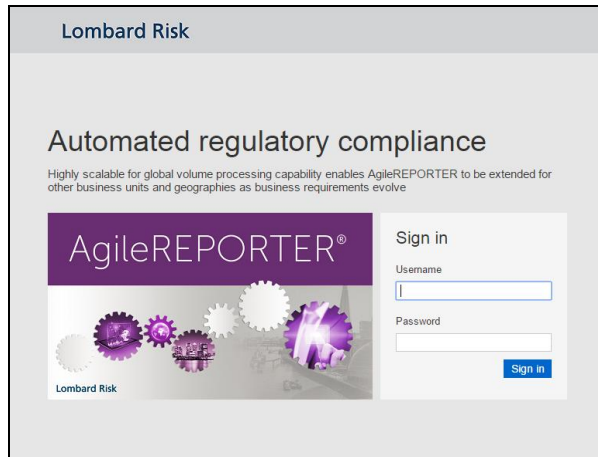 Lombard Risk
Automated regulatory compliance
Highly scalable for global volume processing capability enables AgileREPORTER to be extended for
other business units and geographies as business requirements evolve
AgileREPORTER®
Lombard Risk
Sign in
Username
Password
Sign in